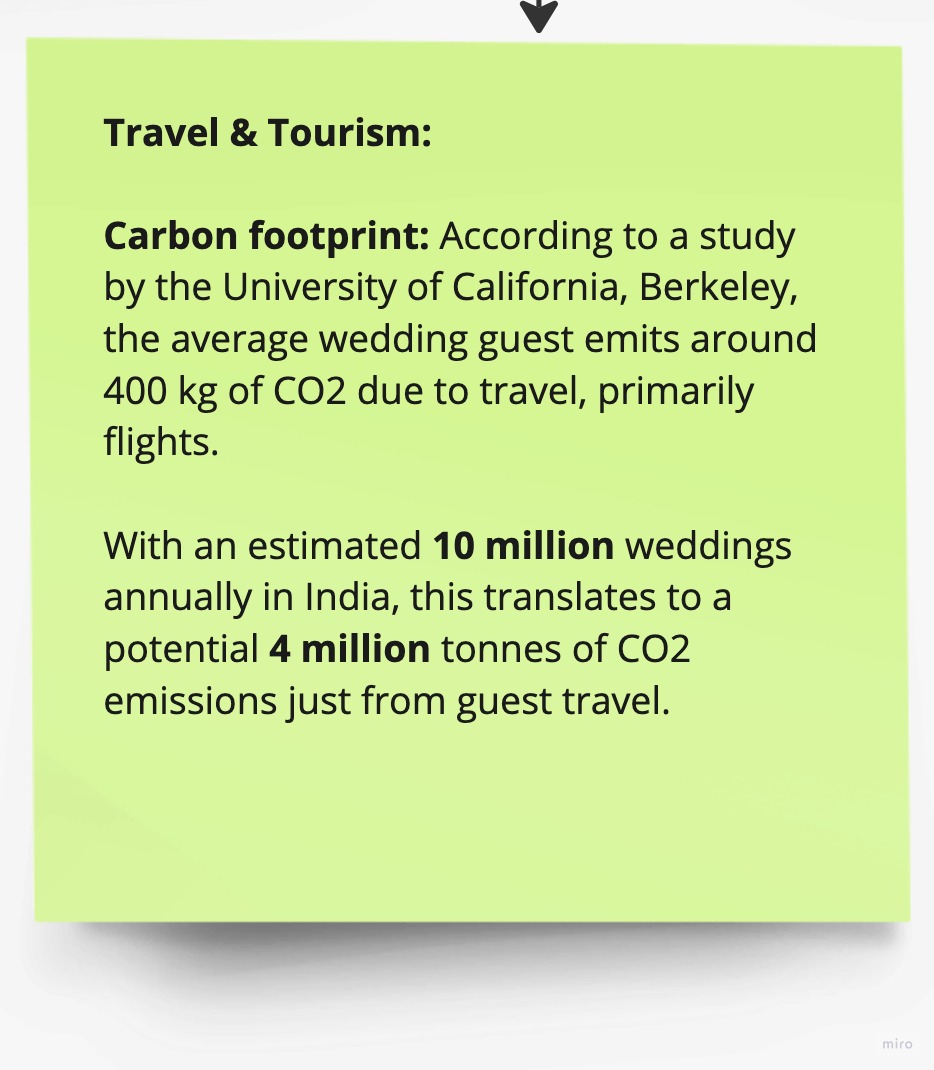 Travel & Tourism:
Carbon footprint: According to a study
by the University of California, Berkeley,
the average wedding guest emits around
400 kg of CO2 due to travel, primarily
flights.
With an estimated 10 million weddings
annually in India, this translates to a
potential 4 million tonnes of CO2
emissions just from guest travel.
miro